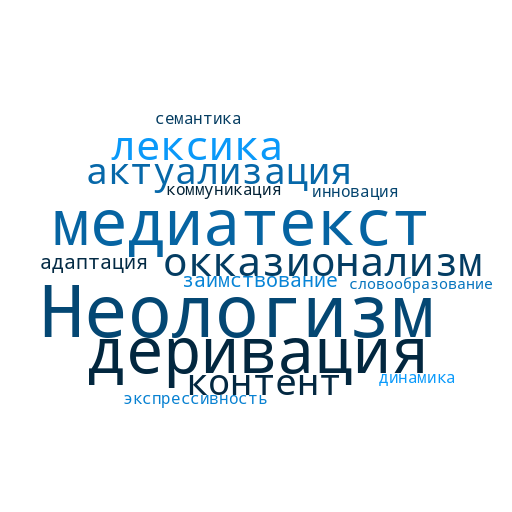 семантика
лексика
актуализация
коммуникация
инновация
медиатекст
окказионализм
адаптация
заимствование
словообразование
Неологизм
деривация
контент
динамика
экспрессивность